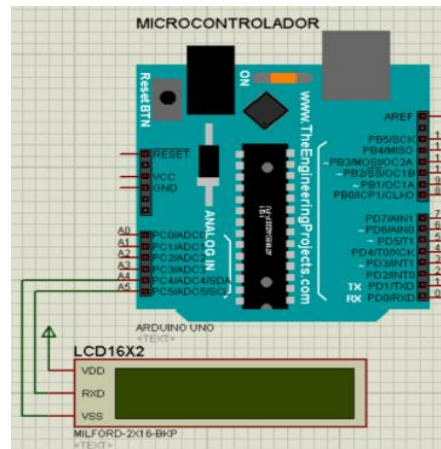 MICROCONTROLADOR
ResetBTN
ON
www.TheEngineeringProjects.com
ANALOG IN
RESET
VCC
GND
A0 PC0/ADC0
A1 PC1/ADC1
A2 PC2/ADC2
A3 PC3/ADC3
A4 PC4/ADC4/SDA
A5 PC5/ADC5/SCL
AREF
PB5/SCK
PB4/MISO
~PB3/MOSI/OC2A
~PB2/SS/OC1B
~PB1/OC1A
PB0/ICP1/CLKO
PD7/AIN1
~PD6/AIN0
~PD5/T1
PD4/T0/XCK
~PD3/INT1
PD2/INT0
TX PD1/TXD
RX PD0/RXD
ARDUINO UNO
<TEXT>
LCD16X2
VDD
RXD
VSS
MILFORD-2X16-BKP
<TEXT>